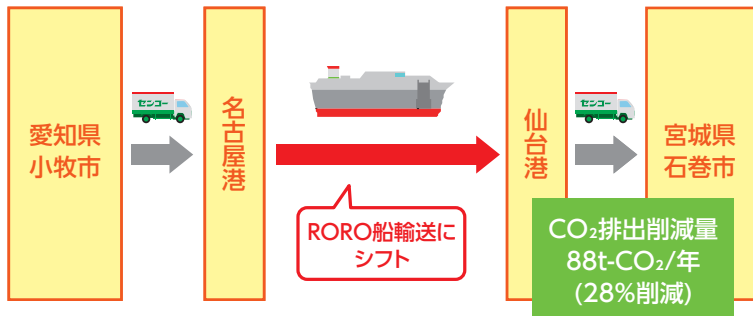 愛知県
小牧市
センコー
名古屋港
RORO船輸送に
シフト
仙台港
センコー
宮城県
石巻市
CO₂排出削減量
88t-CO₂/年
(28%削減)